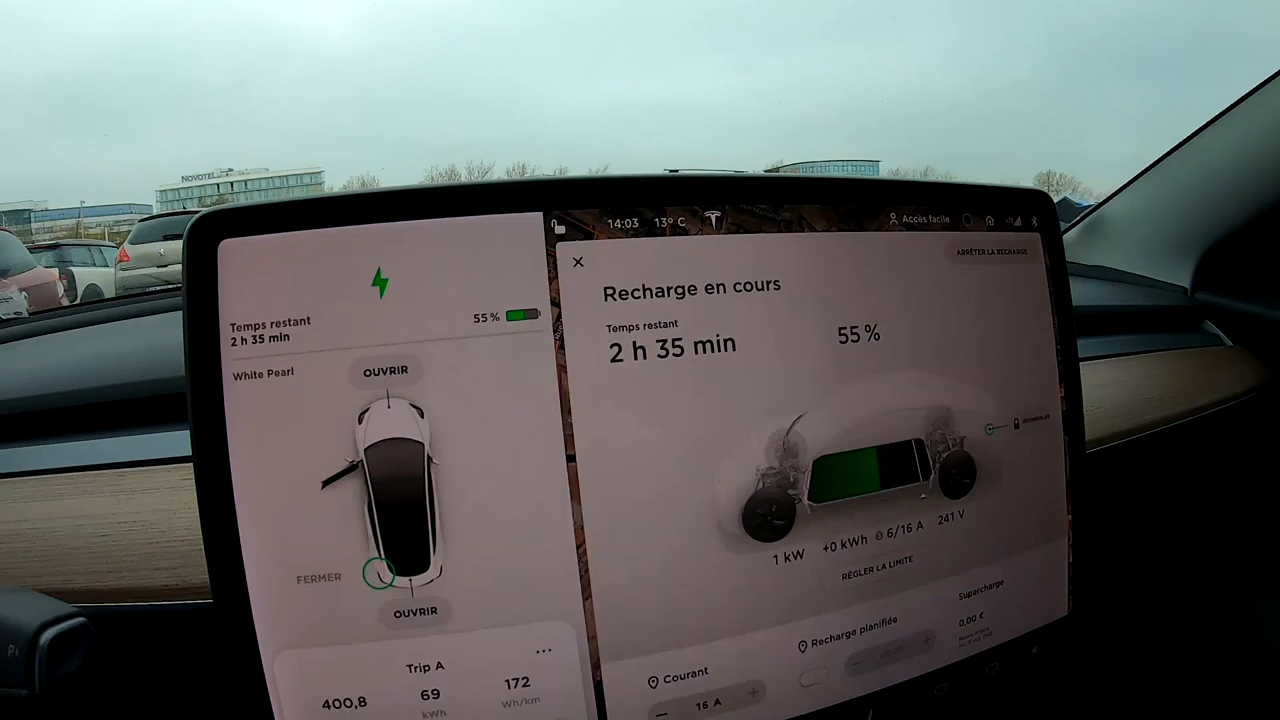 NOVOTEL
14:03 13° C
Accès facile
LTE
ARRÊTER LA RECHARGE
Temps restant
2 h 35 min
55 %
White Pearl
OUVRIR
FERMER
OUVRIR
Trip A
400,8
69
kWh
172
Wh/km
Recharge en cours
Temps restant
2 h 35 min
55 %
1 kW +0 kWh 6/16 A 241 V
RÉGLER LA LIMITE
Courant
16 A
Recharge planifiée
Supercharge
0,00 €